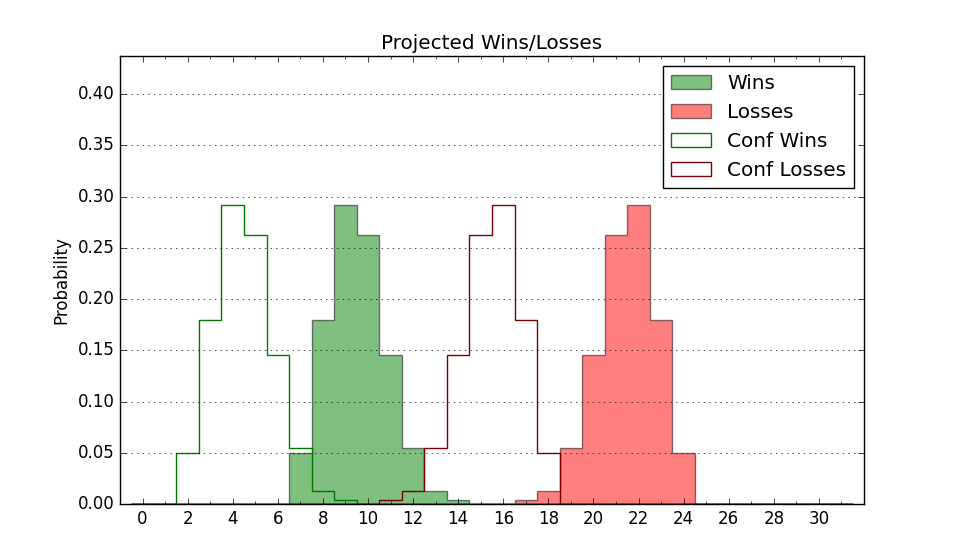 Projected Wins/Losses
Probability
0.40
0.35
0.30
0.25
0.20
0.15
0.10
0.05
0.00
Wins
Losses
Conf Wins
Conf Losses
0 2 4 6 8 10 12 14 16 18 20 22 24 26 28 30